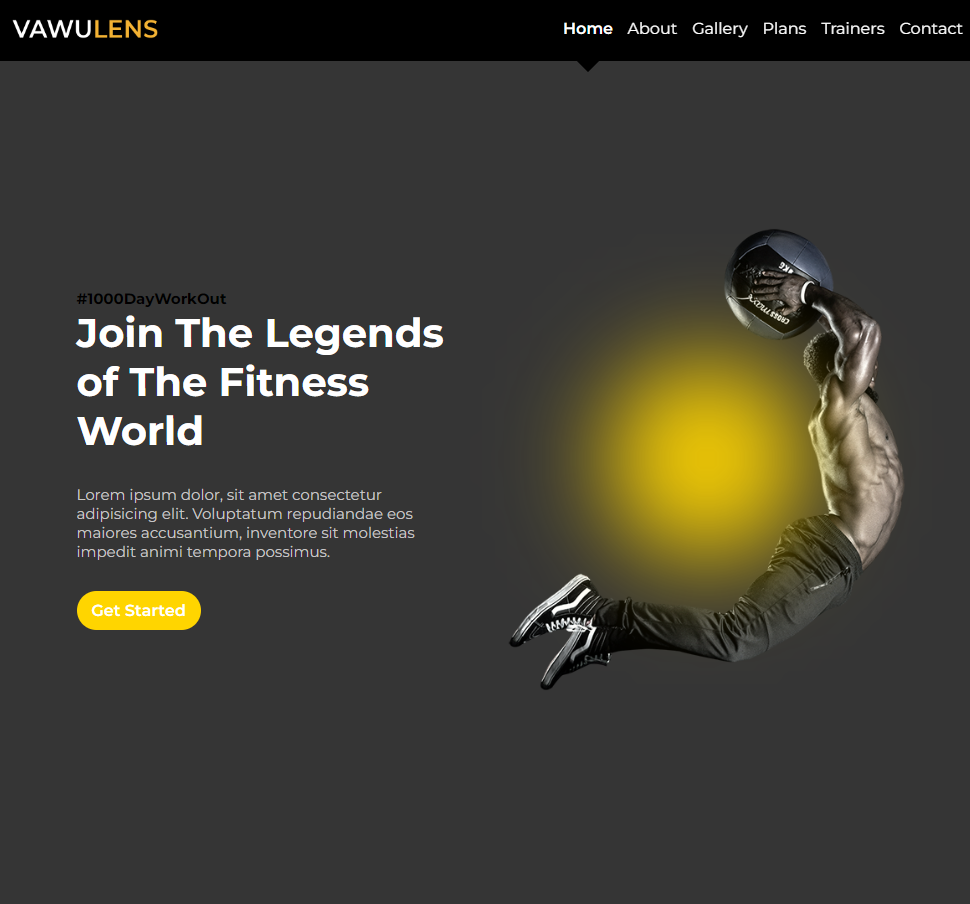 VAWULENS
Home About Gallery Plans Trainers Contact
#1000DayWorkOut
Join The Legends
of The Fitness
World
Lorem ipsum dolor, sit amet consectetur
adipisicing elit. Voluptatum repudiandae eos
maiores accusantium, inventore sit molestias
impedit animi tempora possimus.
Get Started